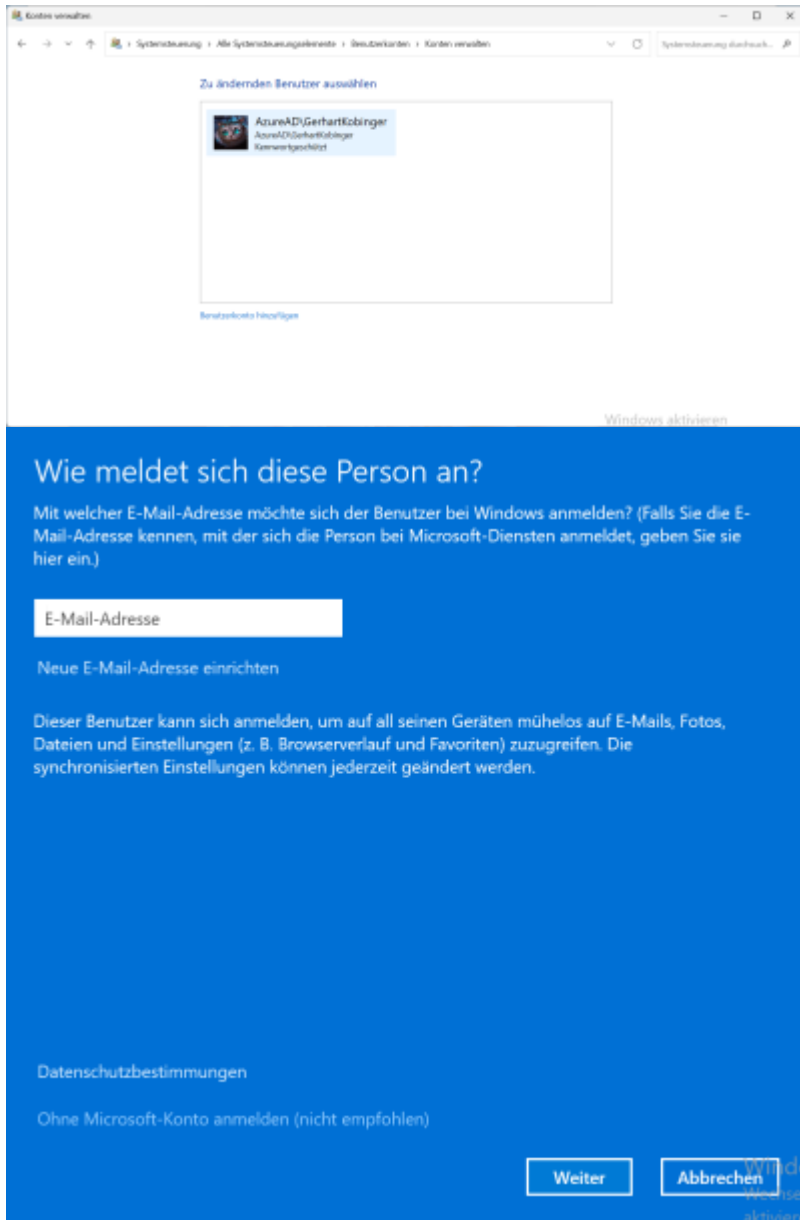 Konten verwalten
Systemsteuerung › Alle Systemsteuerungselemente › Benutzerkonten › Konten verwalten
Systemsteuerung durchsuch...
Zu ändernden Benutzer auswählen
AzureAD\GerhartKobinger
AzureAD\GerhartKobinger
Kennwortgeschützt
Benutzerkonto hinzufügen
Windows aktivieren
Wie meldet sich diese Person an?
Mit welcher E-Mail-Adresse möchte sich der Benutzer bei Windows anmelden? (Falls Sie die E-
Mail-Adresse kennen, mit der sich die Person bei Microsoft-Diensten anmeldet, geben Sie sie
hier ein.)
E-Mail-Adresse
Neue E-Mail-Adresse einrichten
Dieser Benutzer kann sich anmelden, um auf all seinen Geräten mühelos auf E-Mails, Fotos,
Dateien und Einstellungen (z. B. Browserverlauf und Favoriten) zuzugreifen. Die
synchronisierten Einstellungen können jederzeit geändert werden.
Datenschutzbestimmungen
Ohne Microsoft-Konto anmelden (nicht empfohlen)
Weiter
Abbrechen